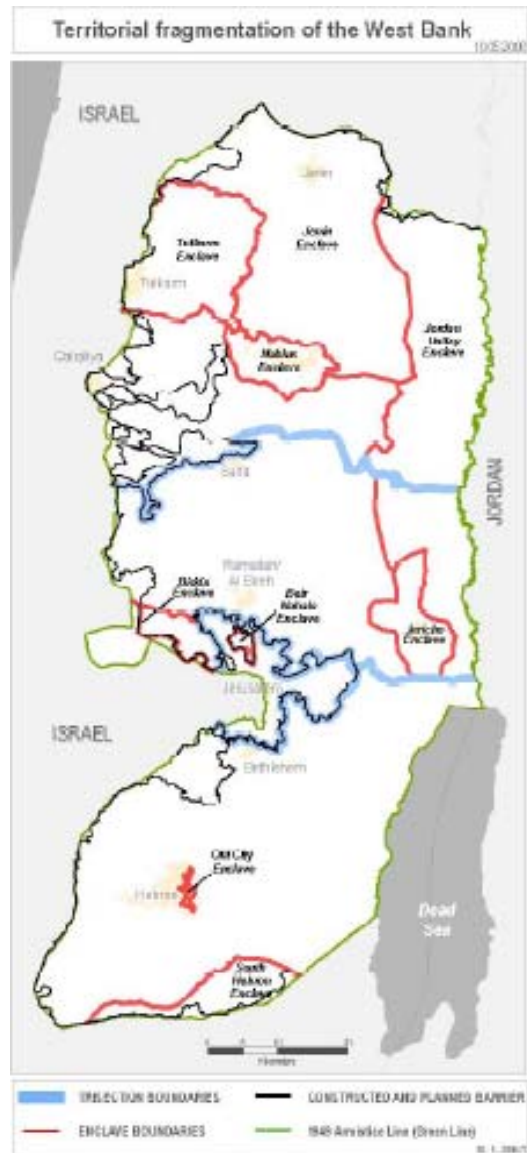 Territorial fragmentation of the West Bank
ISRAEL
Jenin
Tulkarm
Enclave
Jenin
Enclave
Tulkarm
Jordan
Valley
Enclave
Nablus
Enclave
Qalqiliya
Salfit
JORDAN
Ramallah/
Al Bireh
Biddu
Enclave
Beir
Nabala
Enclave
Jericho
Enclave
Jerusalem
ISRAEL
Bethlehem
Old City
Enclave
Hebron
Dead
Sea
South
Hebron
Enclave
Kilometers
TRISECTION BOUNDARIES
CONSTRUCTED AND PLANNED BARRIER
ENCLAVE BOUNDARIES
1949 Armistice Line (Green Line)